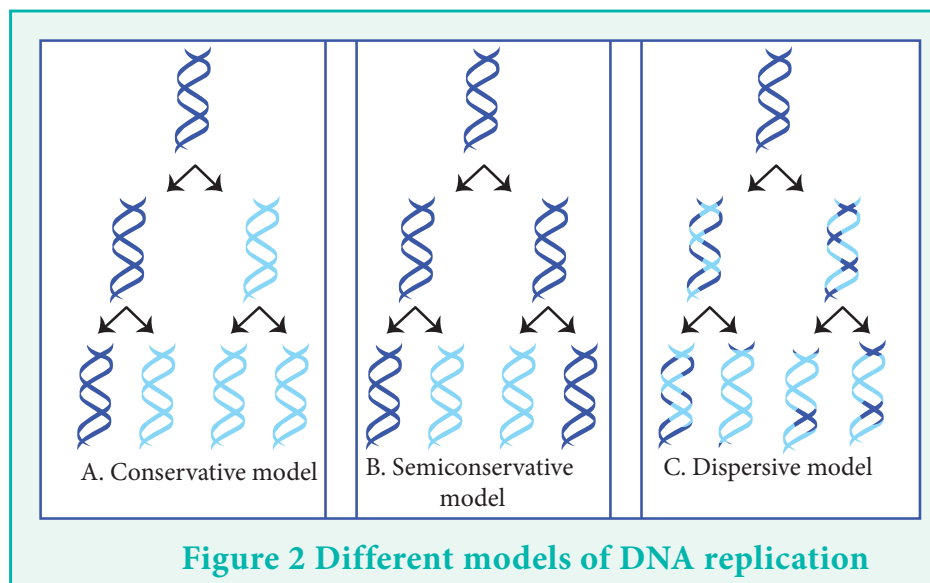 A. Conservative model
B. Semiconservative
model
C. Dispersive model
Figure 2 Different models of DNA replication